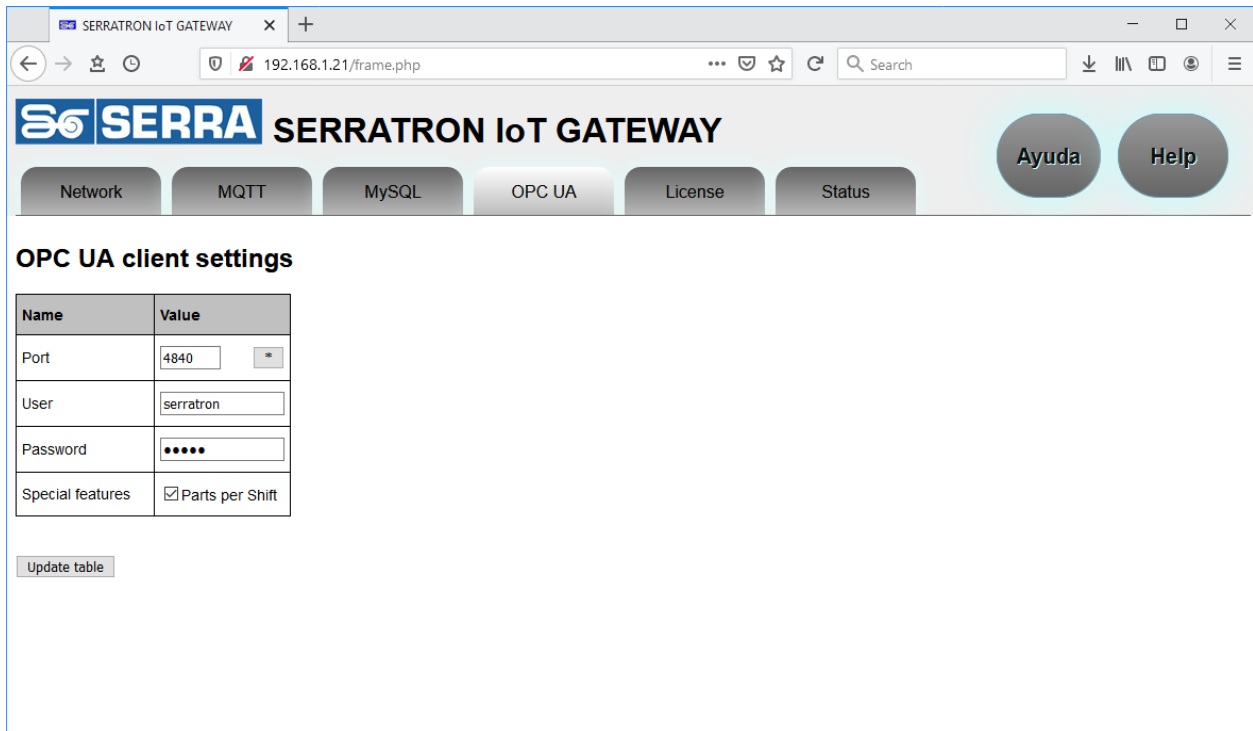 SERRATRON IoT GATEWAY
192.168.1.21/frame.php
Search
SERRA SERRATRON IoT GATEWAY
Ayuda Help
Network MQTT MySQL OPC UA License Status
OPC UA client settings
Name Value
Port 4840 *
User serratron
Password •••••
Special features Parts per Shift
Update table